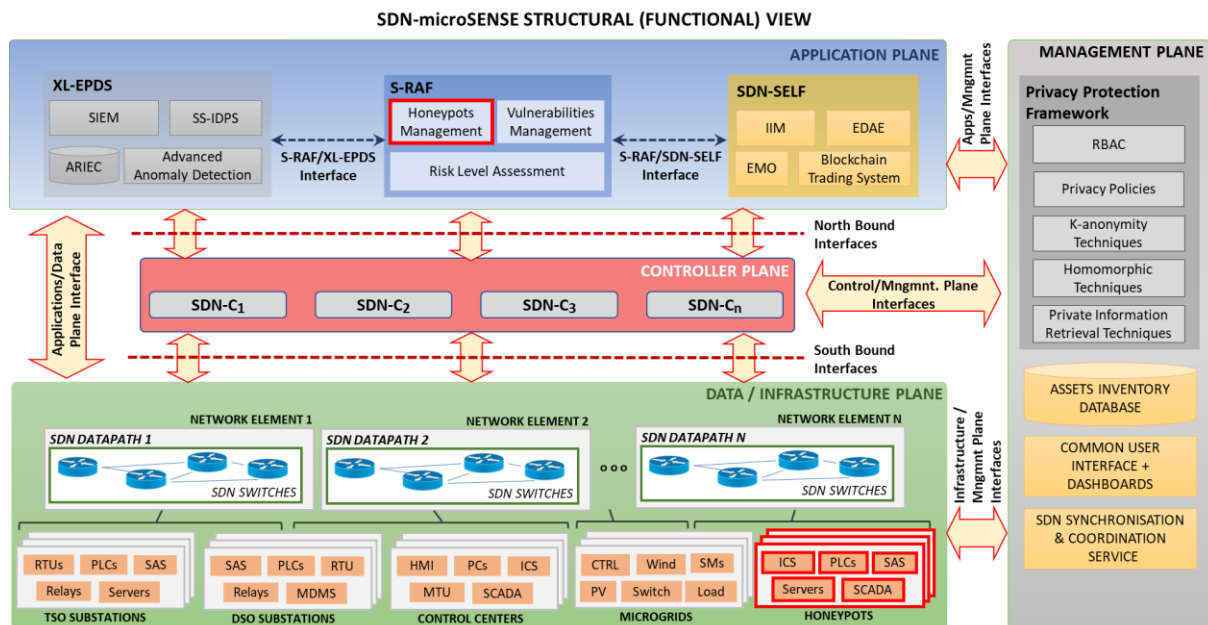 SDN-microSENSE STRUCTURAL (FUNCTIONAL) VIEW
APPLICATION PLANE
XL-EPDS
SIEM
SS-IDPS
ARIEC
Advanced
Anomaly Detection
S-RAF/XL-EPDS
Interface
S-RAF
Honeypots
Management
Vulnerabilities
Management
Risk Level Assessment
S-RAF/SDN-SELF
Interface
SDN-SELF
IIM
EDAE
EMO
Blockchain
Trading System
Apps/Mngmnt
Plane Interfaces
MANAGEMENT PLANE
Privacy Protection
Framework
RBAC
Privacy Policies
K-anonymity
Techniques
Homomorphic
Techniques
Private Information
Retrieval Techniques
ASSETS INVENTORY
DATABASE
COMMON USER
INTERFACE +
DASHBOARDS
SDN SYNCHRONISATION
& COORDINATION
SERVICE
Applications/Data
Plane Interface
North Bound
Interfaces
CONTROLLER PLANE
SDN-C1
SDN-C2
SDN-C3
SDN-Cn
Control/Mngmnt. Plane
Interfaces
South Bound
Interfaces
DATA / INFRASTRUCTURE PLANE
NETWORK ELEMENT 1
SDN DATAPATH 1
SDN SWITCHES
NETWORK ELEMENT 2
SDN DATAPATH 2
SDN SWITCHES
o o o
NETWORK ELEMENT N
SDN DATAPATH N
SDN SWITCHES
Infrastructure /
Mngmnt Plane
Interfaces
RTUs
PLCs
SAS
Relays
Servers
TSO SUBSTATIONS
SAS
PLCs
RTU
Relays
MDMS
DSO SUBSTATIONS
HMI
PCs
ICS
MTU
SCADA
CONTROL CENTERS
CTRL
Wind
SMs
PV
Switch
Load
MICROGRIDS
ICS
PLCs
SAS
Servers
SCADA
HONEYPOTS